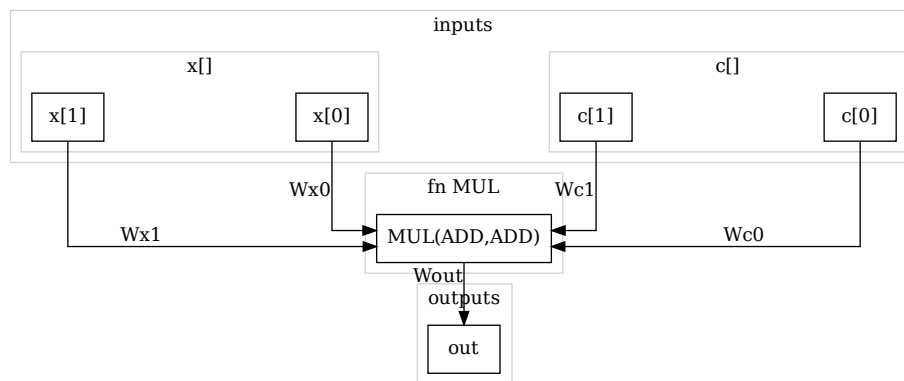 inputs
x[]
c[]
x[1]
x[0]
c[1]
c[0]
Wx0
fn MUL
Wc1
Wx1
MUL(ADD,ADD)
Wc0
Wout
outputs
out